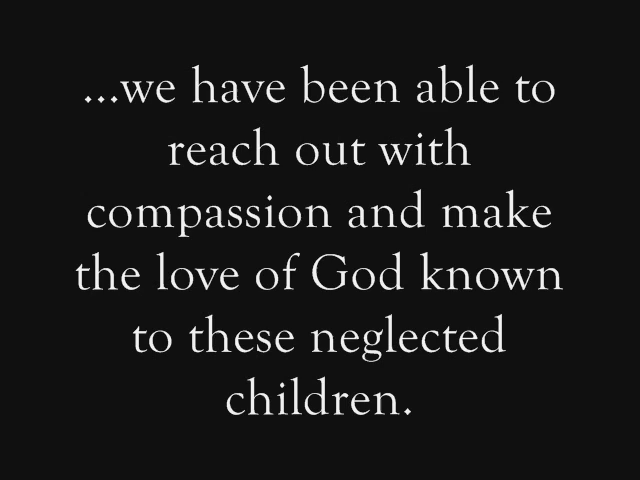 ...we have been able to
reach out with
compassion and make
the love of God known
to these neglected
children.